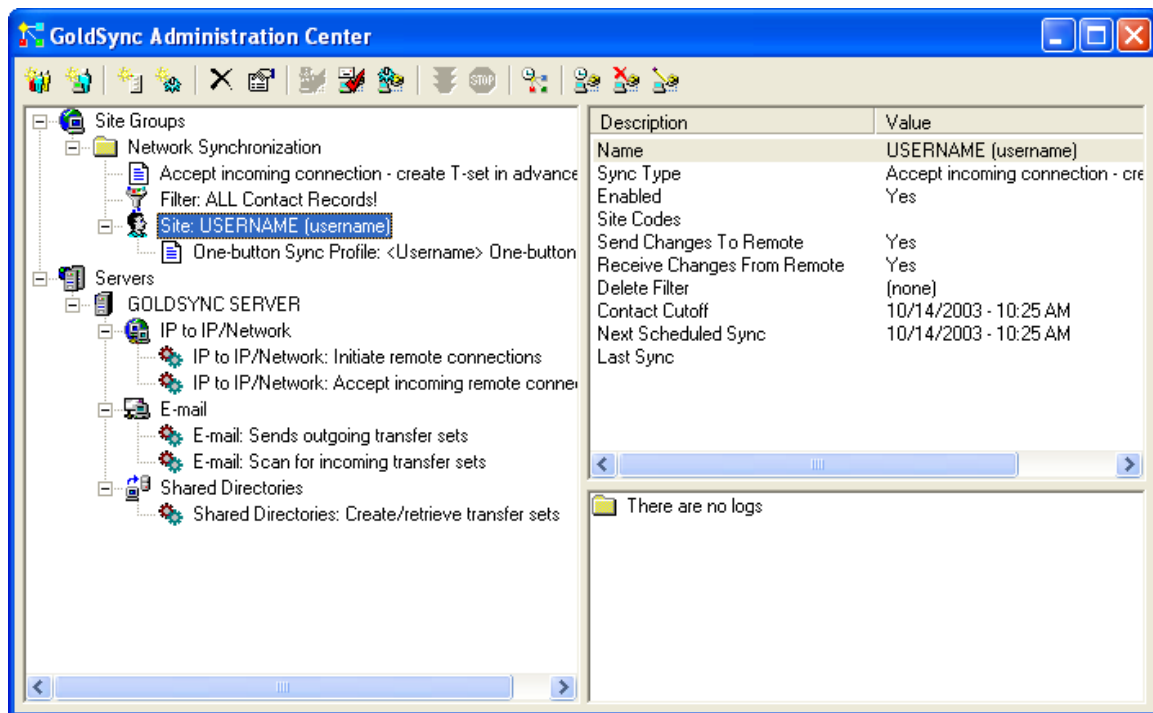 GoldSync Administration Center
STOP
Site Groups
Network Synchronization
Accept incoming connection - create T-set in advance
Filter: ALL Contact Records!
Site: USERNAME (username)
One-button Sync Profile: <Username> One-button
Servers
GOLDSYNC SERVER
IP to IP/Network
IP to IP/Network: Initiate remote connections
IP to IP/Network: Accept incoming remote conne
E-mail
E-mail: Sends outgoing transfer sets
E-mail: Scan for incoming transfer sets
Shared Directories
Shared Directories: Create/retrieve transfer sets
Description Value
Name USERNAME (username)
Sync Type Accept incoming connection - cre
Enabled Yes
Site Codes
Send Changes To Remote Yes
Receive Changes From Remote Yes
Delete Filter (none)
Contact Cutoff 10/14/2003 - 10:25 AM
Next Scheduled Sync 10/14/2003 - 10:25 AM
Last Sync
There are no logs